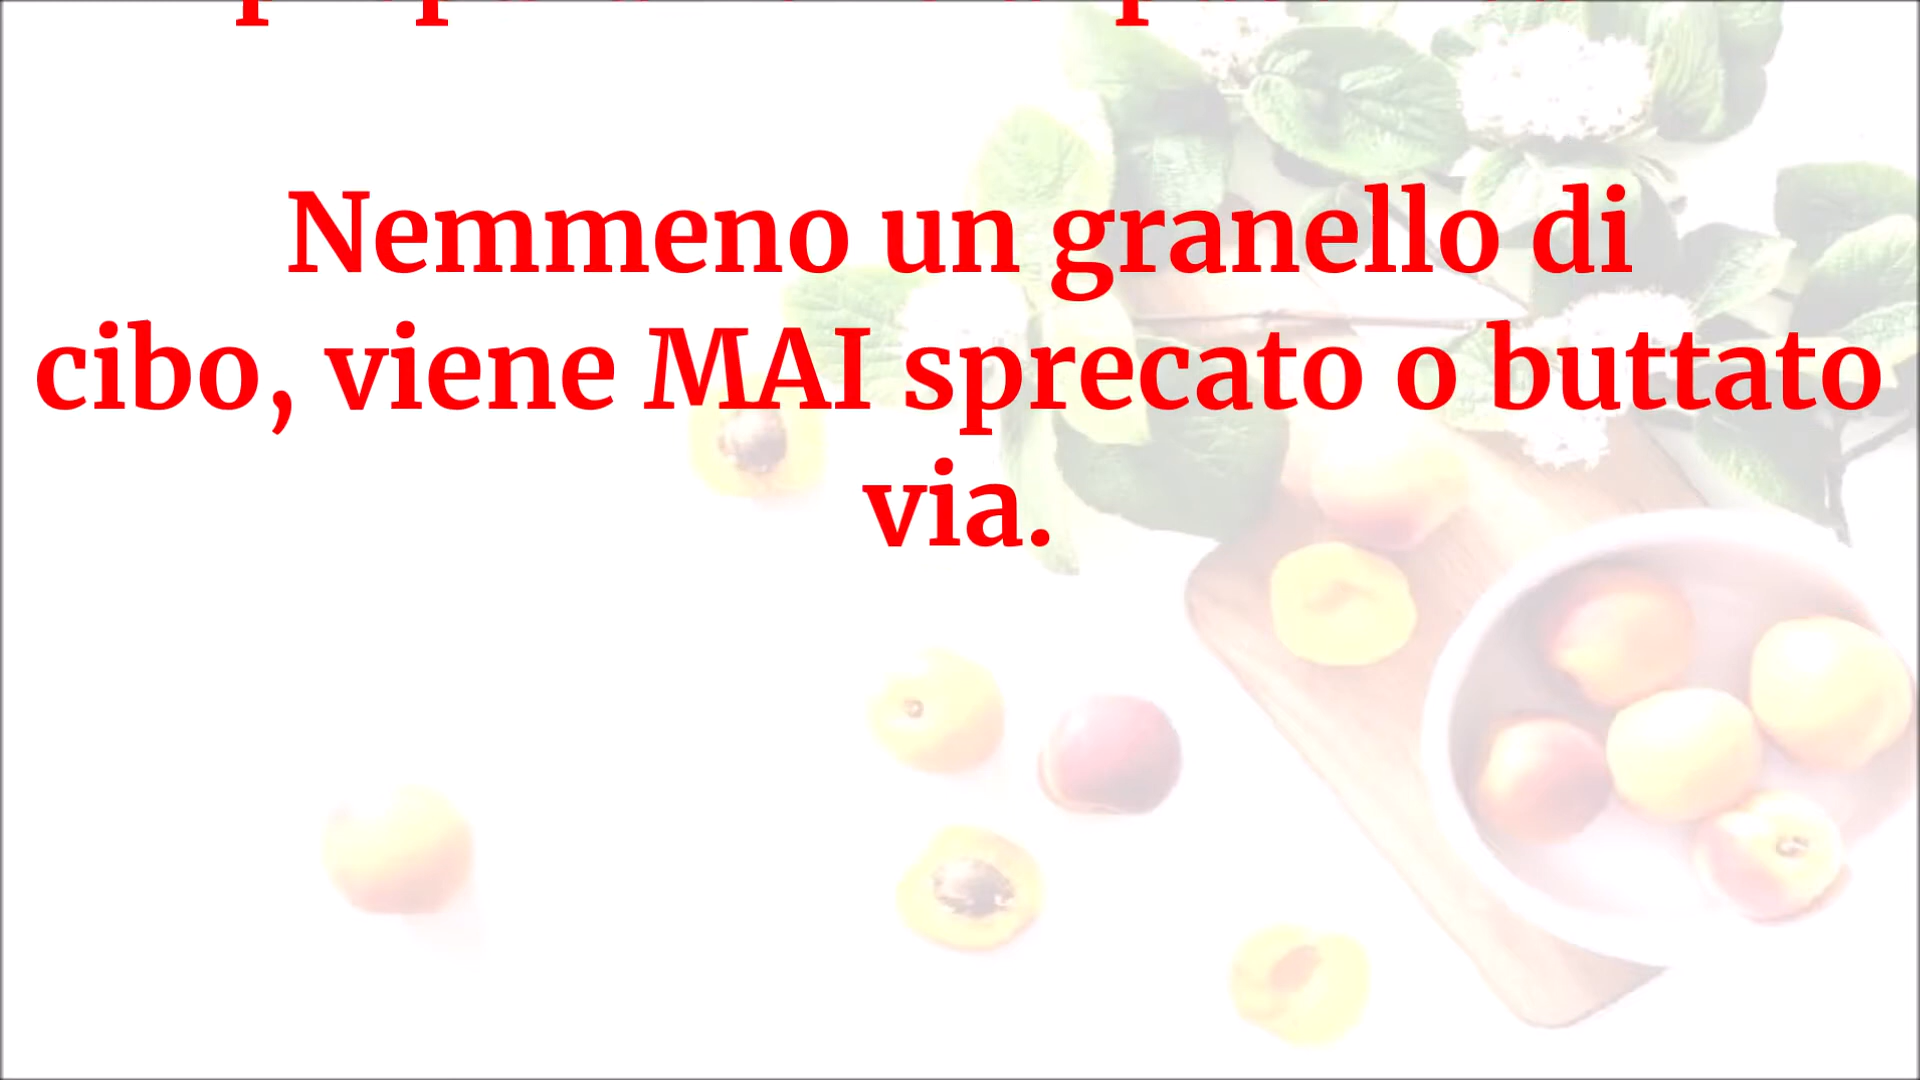 Nemmeno un granello di
cibo, viene MAI sprecato o buttato
via.